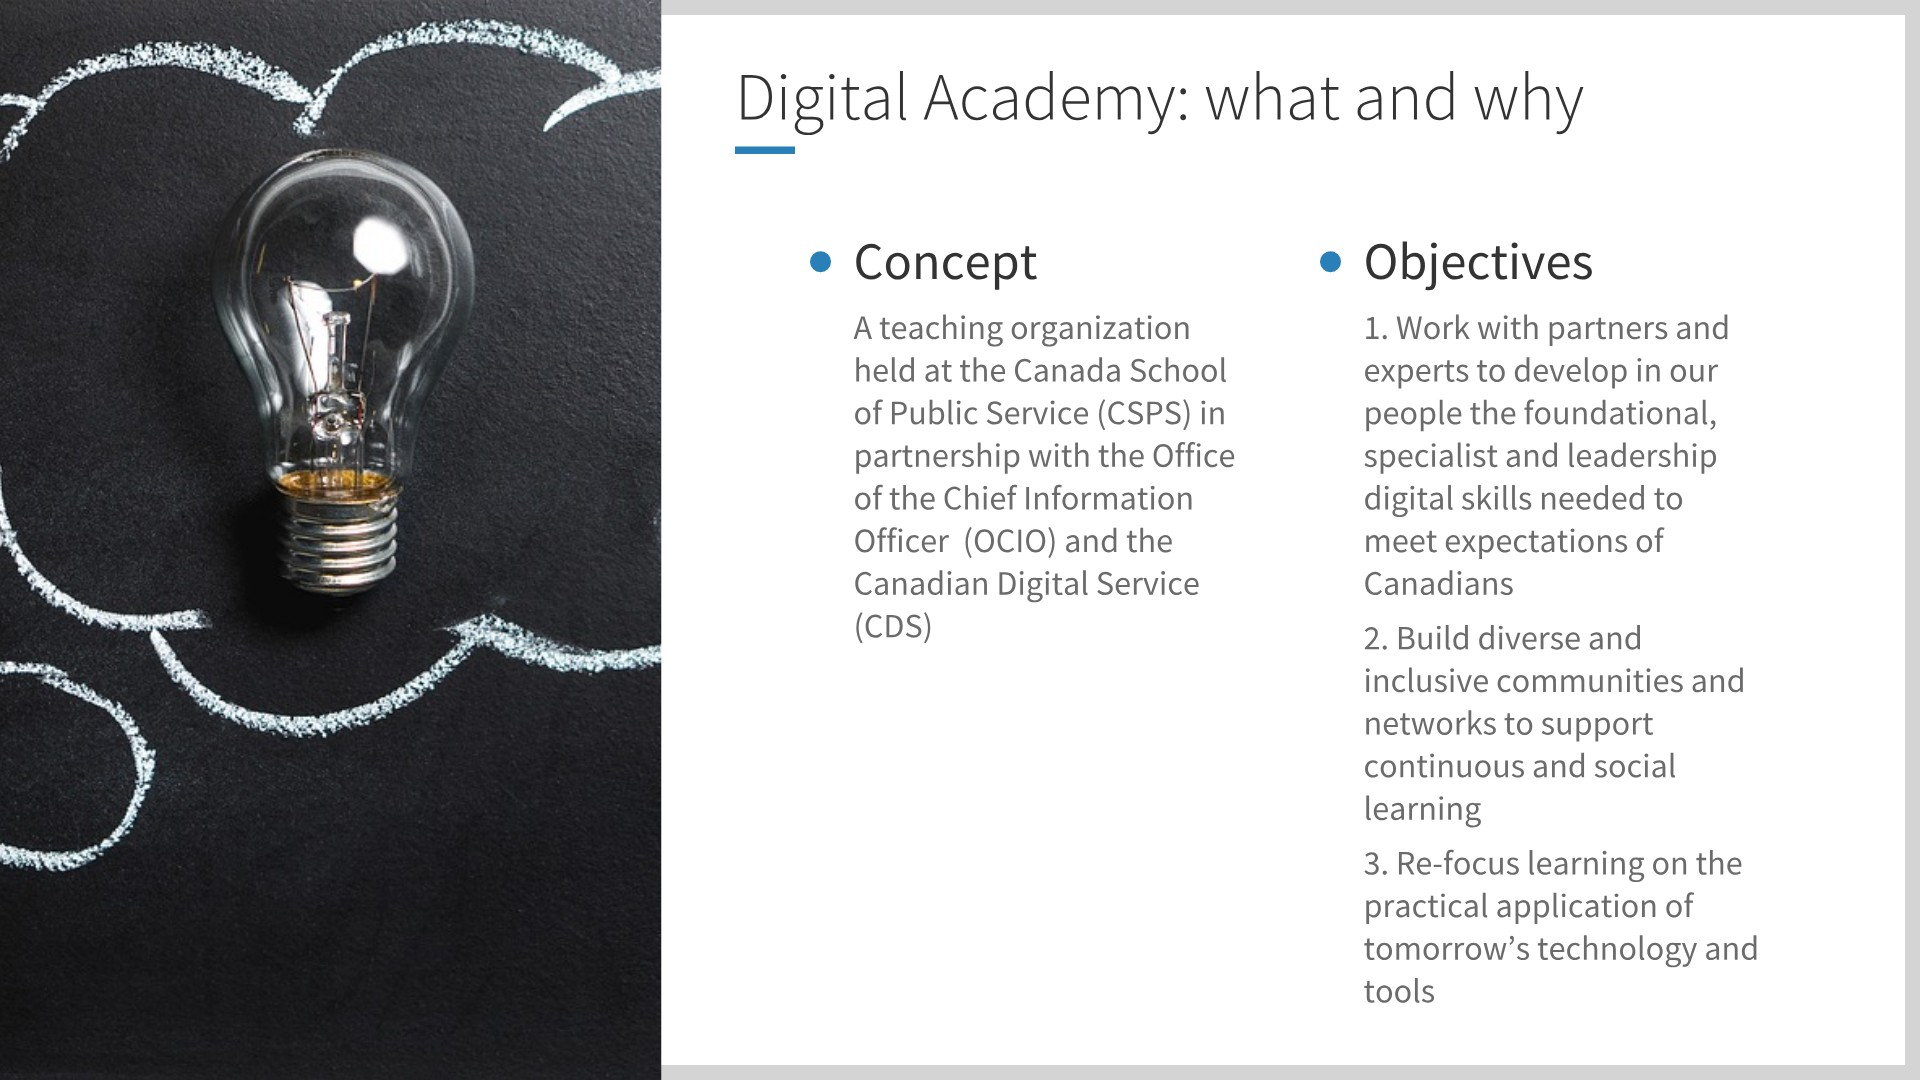 Digital Academy: what and why
Concept
A teaching organization
held at the Canada School
of Public Service (CSPS) in
partnership with the Office
of the Chief Information
Officer  (OCIO) and the
Canadian Digital Service
(CDS)
Objectives
1. Work with partners and
experts to develop in our
people the foundational,
specialist and leadership
digital skills needed to
meet expectations of
Canadians
2. Build diverse and
inclusive communities and
networks to support
continuous and social
learning
3. Re-focus learning on the
practical application of
tomorrow’s technology and
tools